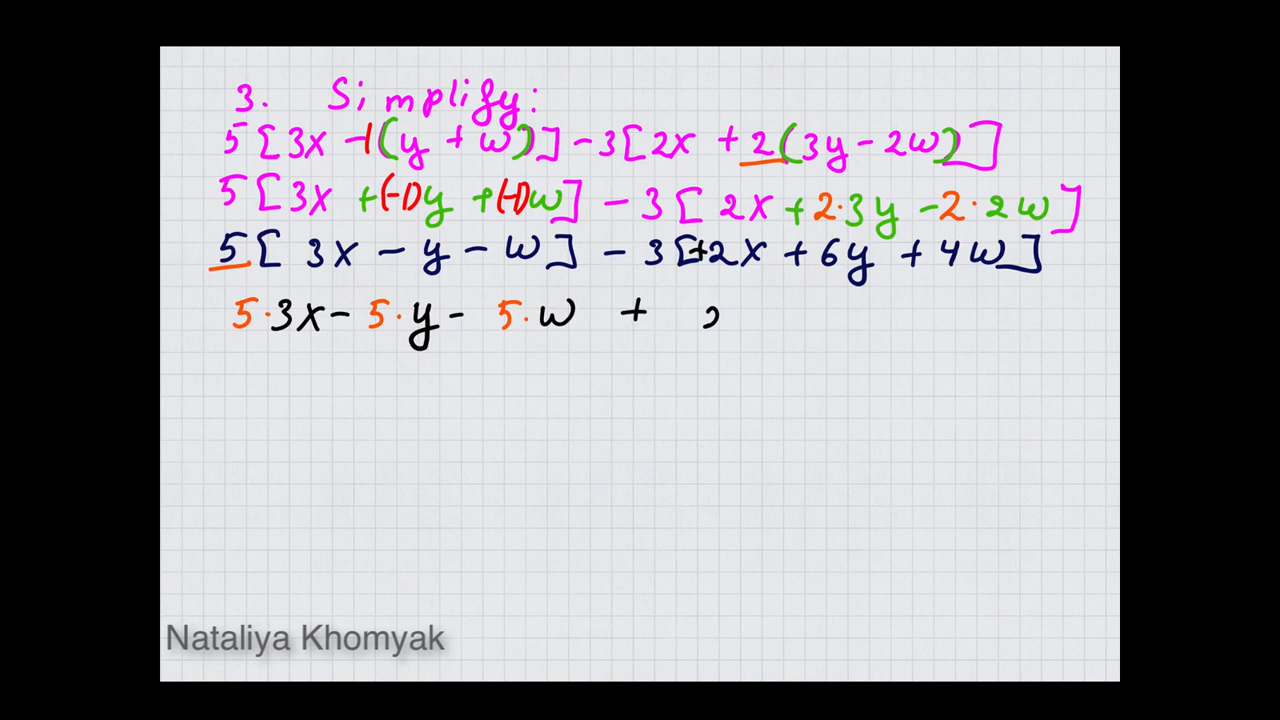 3. Simplify:
5[3x -1(y + w)] - 3[2x + 2(3y - 2w)]
5[3x +(-1)y +(-1)w] - 3[2x + 2·3y - 2·2w]
5[3x - y - w] - 3[+2x + 6y + 4w]
5·3x - 5·y - 5·w +
Nataliya Khomyak